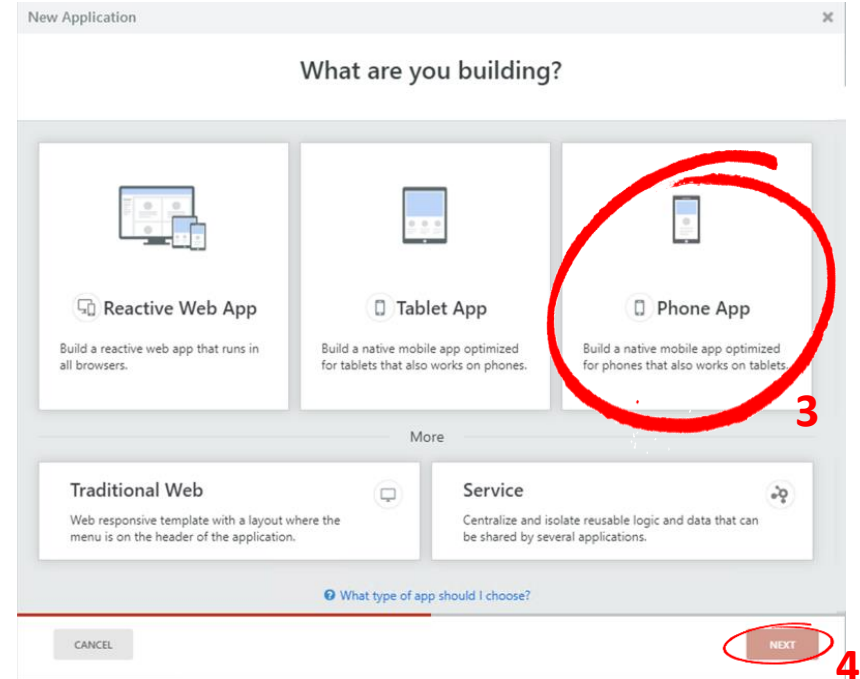 New Application
What are you building?
Reactive Web App
Build a reactive web app that runs in
all browsers.
Tablet App
Build a native mobile app optimized
for tablets that also works on phones.
Phone App
Build a native mobile app optimized
for phones that also works on tablets.
3
More
Traditional Web
Web responsive template with a layout where the
menu is on the header of the application.
Service
Centralize and isolate reusable logic and data that can
be shared by several applications.
What type of app should I choose?
CANCEL
NEXT
4